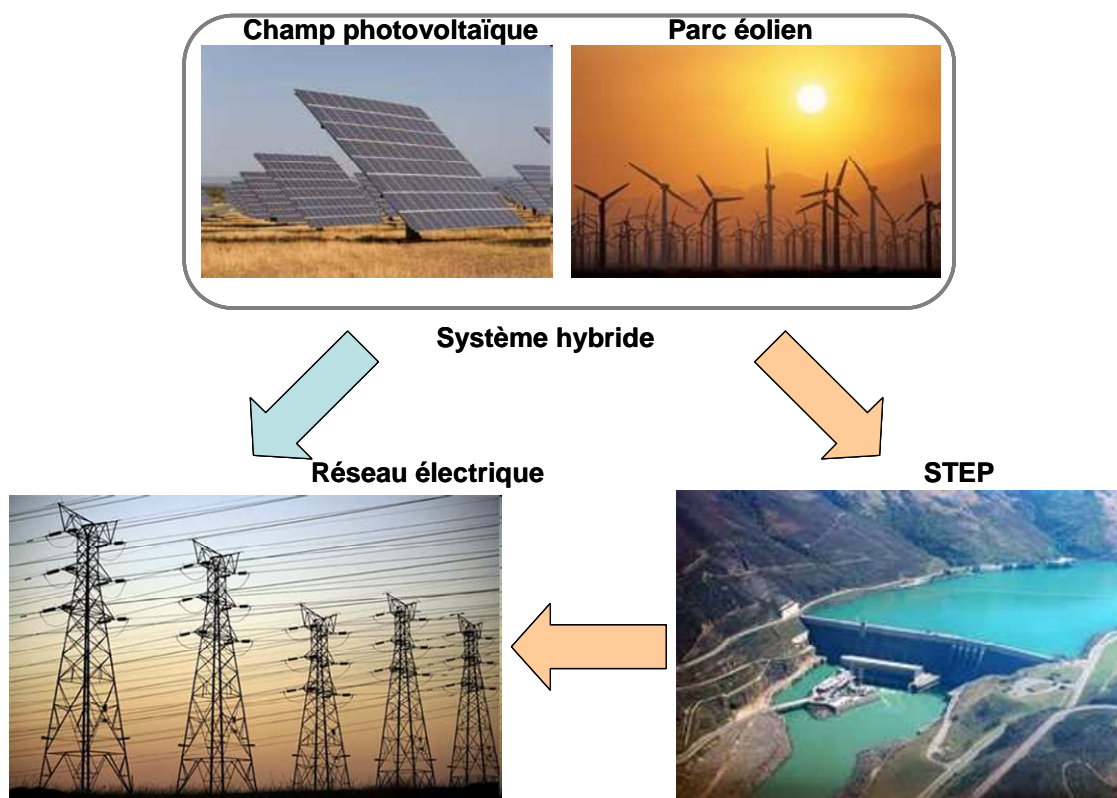 Champ photovoltaïque
Parc éolien
Système hybride
Réseau électrique
STEP